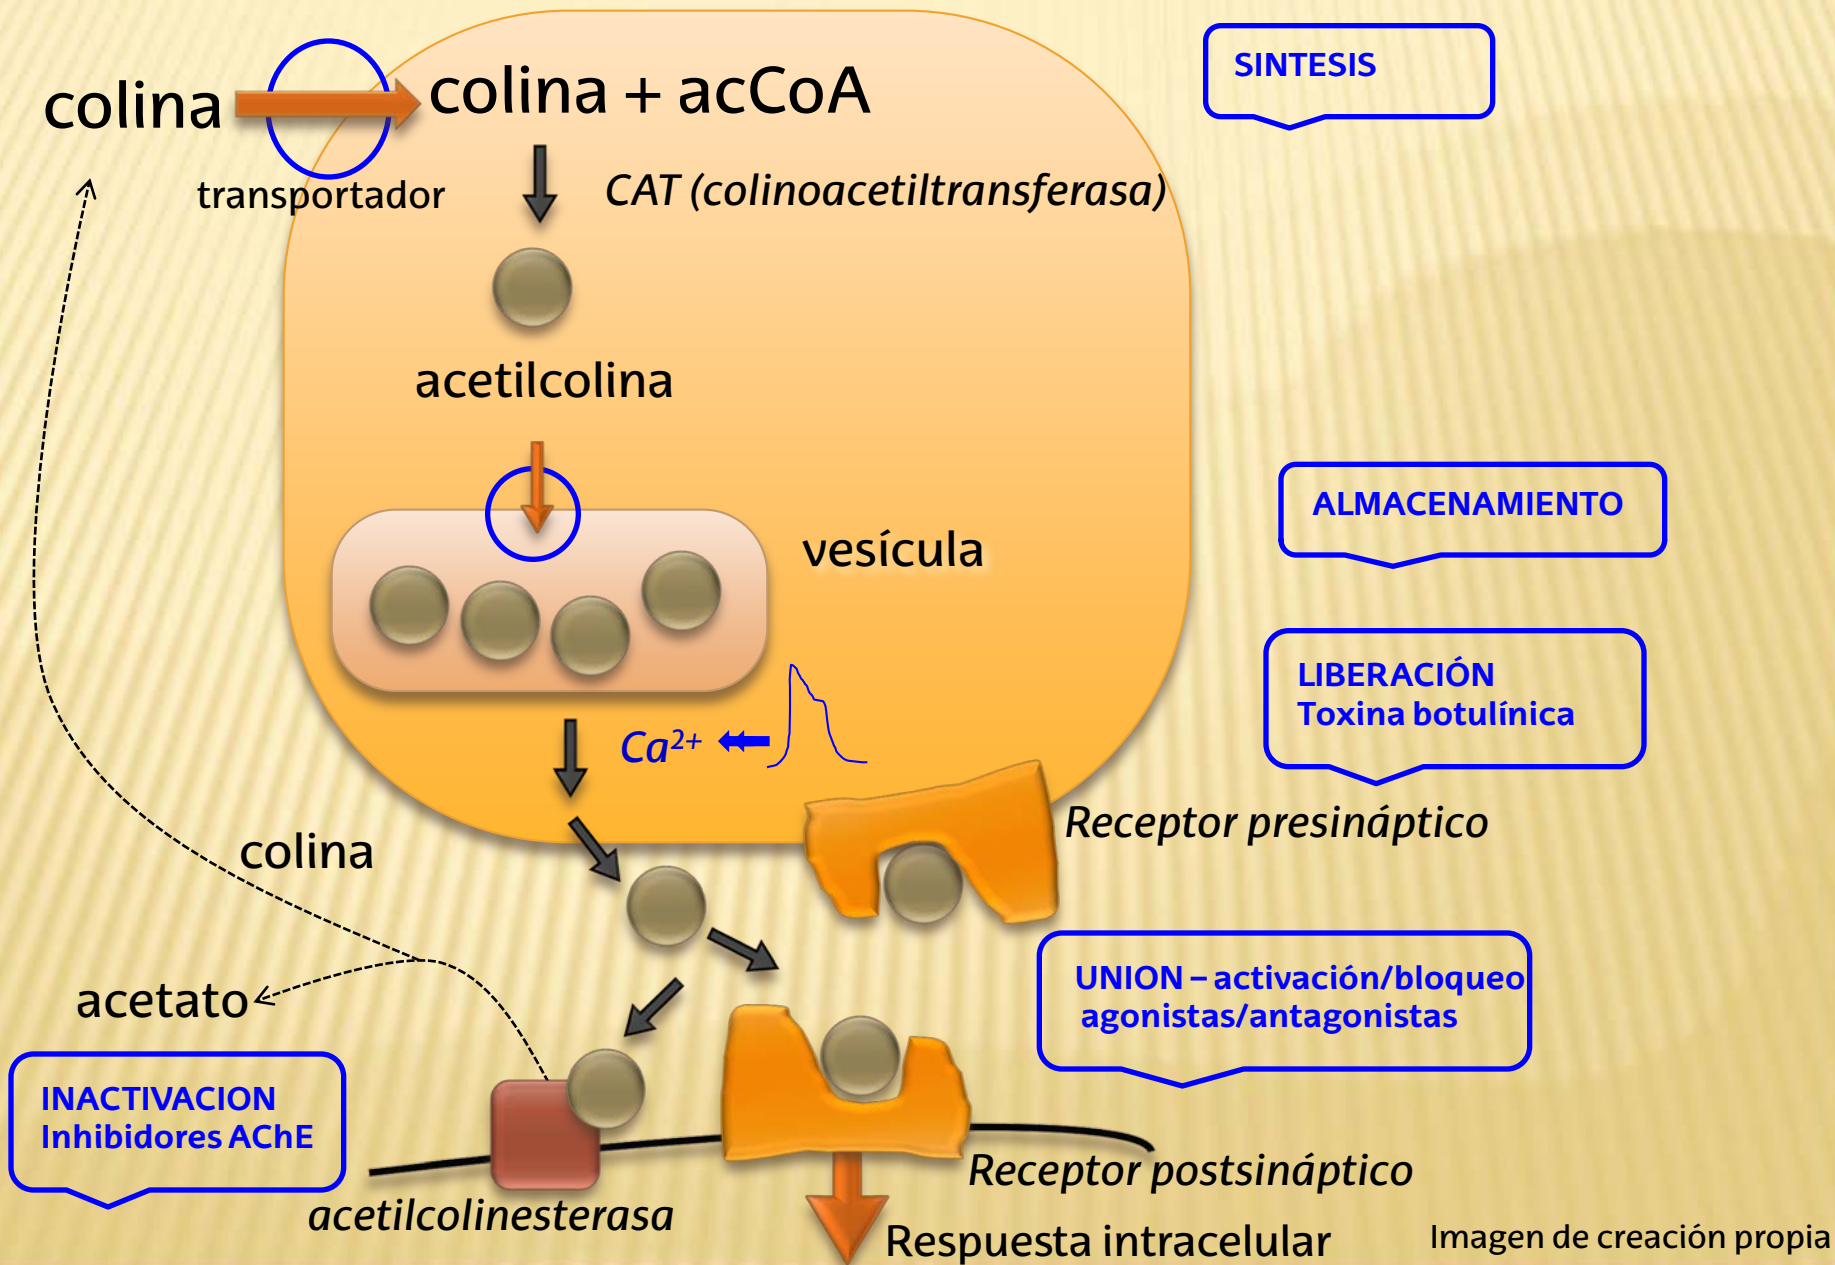 SINTESIS
colina
colina + acCoA
transportador
CAT (colinoacetiltransferasa)
acetilcolina
ALMACENAMIENTO
vesícula
LIBERACIÓN
Toxina botulínica
Ca²⁺
Receptor presináptico
colina
UNION – activación/bloqueo
agonistas/antagonistas
acetato
INACTIVACION
Inhibidores AChE
Receptor postsináptico
acetilcolinesterasa
Respuesta intracelular
Imagen de creación propia